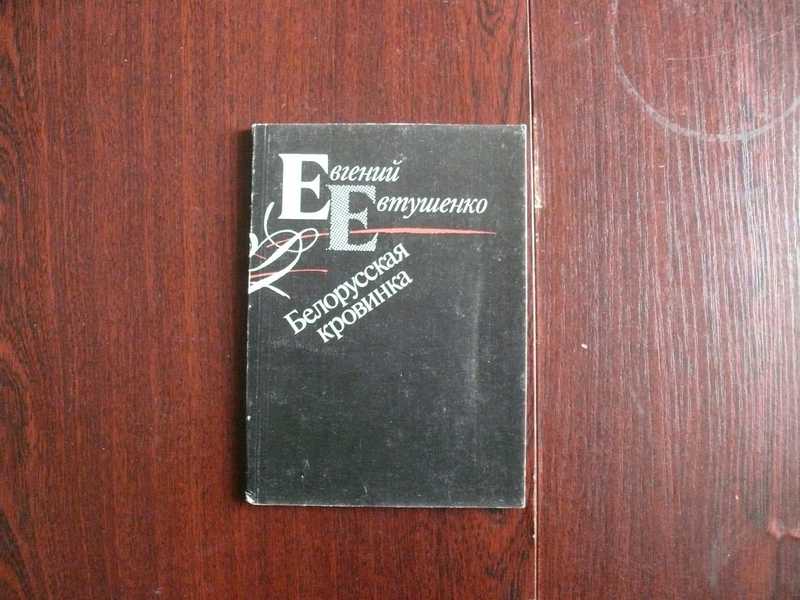 Евгений
Евтушенко
Белорусская
кровинка